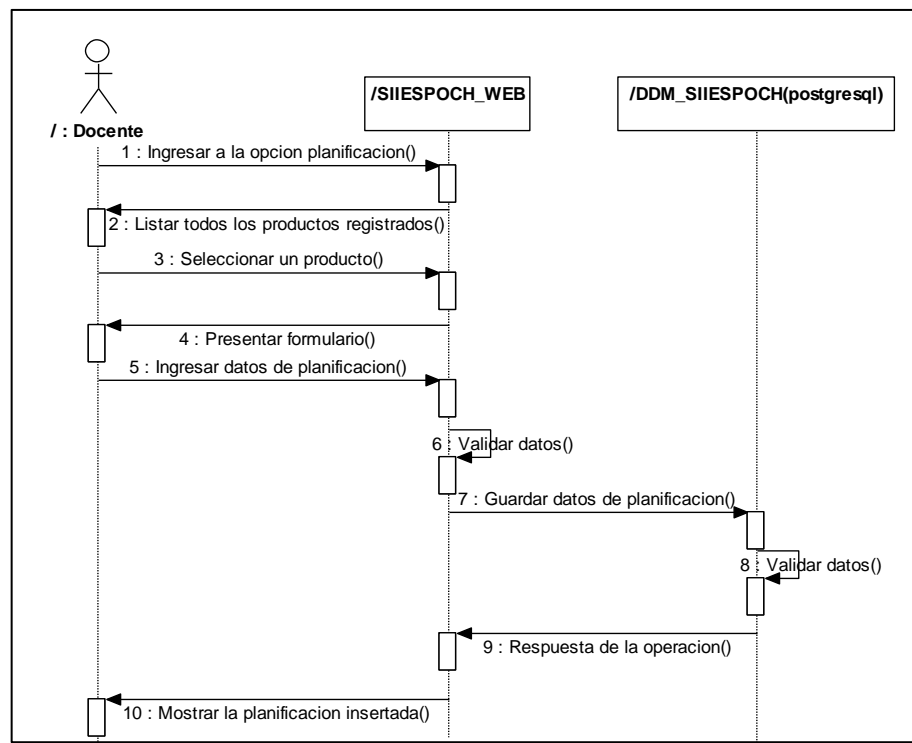 / : Docente
/SIIESPOCH_WEB
/DDM_SIIESPOCH(postgresql)
1 : Ingresar a la opcion planificacion()
2 : Listar todos los productos registrados()
3 : Seleccionar un producto()
4 : Presentar formulario()
5 : Ingresar datos de planificacion()
6 : Validar datos()
7 : Guardar datos de planificacion()
8 : Validar datos()
9 : Respuesta de la operacion()
10 : Mostrar la planificacion insertada()